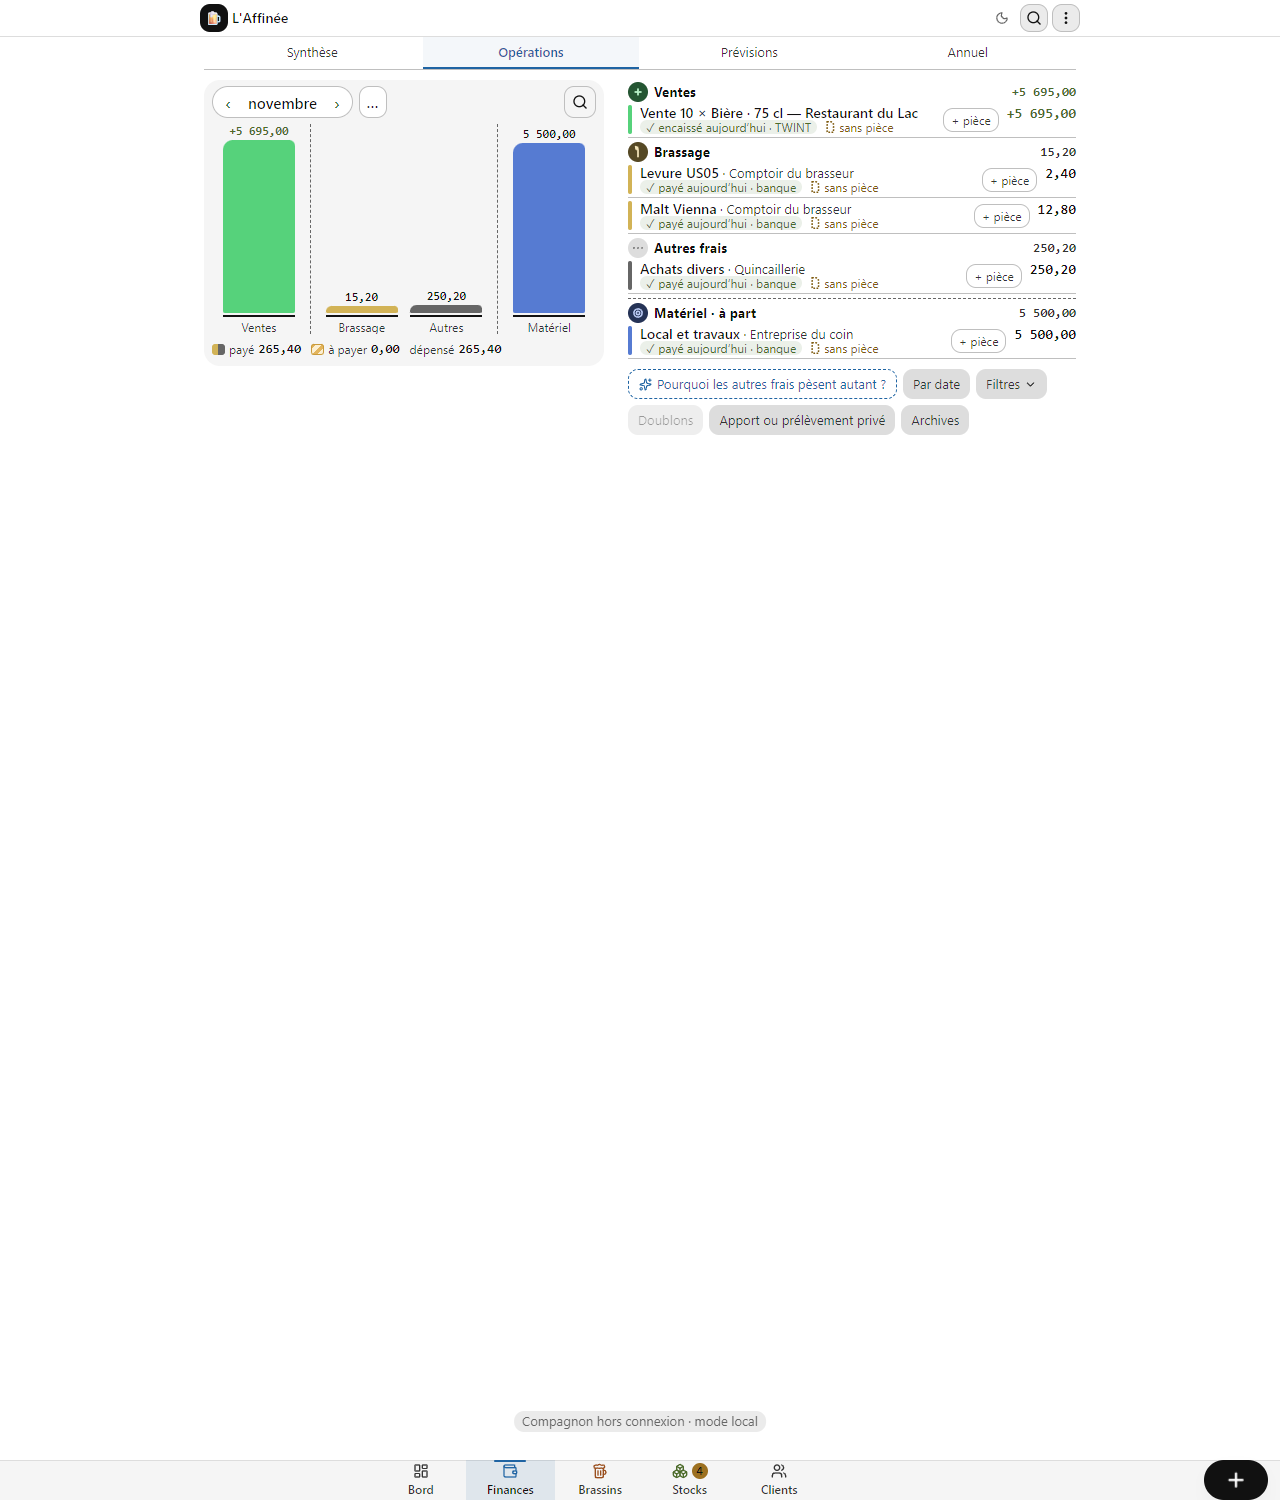 L'Affinée
Synthèse
Opérations
Prévisions
Annuel
‹ novembre › ...
+5 695,00
5 500,00
15,20
250,20
Ventes
Brassage
Autres
Matériel
payé 265,40 à payer 0,00 dépensé 265,40
Ventes +5 695,00
Vente 10 × Bière · 75 cl — Restaurant du Lac + pièce +5 695,00
✓ encaissé aujourd'hui · TWINT sans pièce
Brassage 15,20
Levure US05 · Comptoir du brasseur + pièce 2,40
✓ payé aujourd'hui · banque sans pièce
Malt Vienna · Comptoir du brasseur + pièce 12,80
✓ payé aujourd'hui · banque sans pièce
Autres frais 250,20
Achats divers · Quincaillerie + pièce 250,20
✓ payé aujourd'hui · banque sans pièce
Matériel · à part 5 500,00
Local et travaux · Entreprise du coin + pièce 5 500,00
✓ payé aujourd'hui · banque sans pièce
Pourquoi les autres frais pèsent autant ? Par date Filtres
Doublons Apport ou prélèvement privé Archives
Compagnon hors connexion · mode local
4
Bord Finances Brassins Stocks Clients